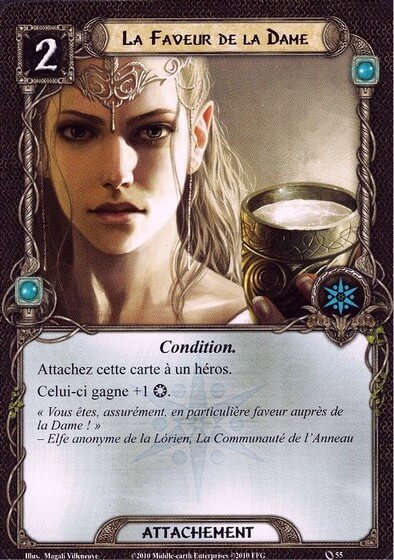 2
La Faveur de la Dame
Condition.
Attachez cette carte à un héros.
Celui-ci gagne +1 .
« Vous êtes, assurément, en particulière faveur auprès de
la Dame ! »
– Elfe anonyme de la Lórien, La Communauté de l'Anneau
ATTACHEMENT
Illus. Magali Villeneuve ©2010 Middle-earth Enterprises ©2010 FFG 55